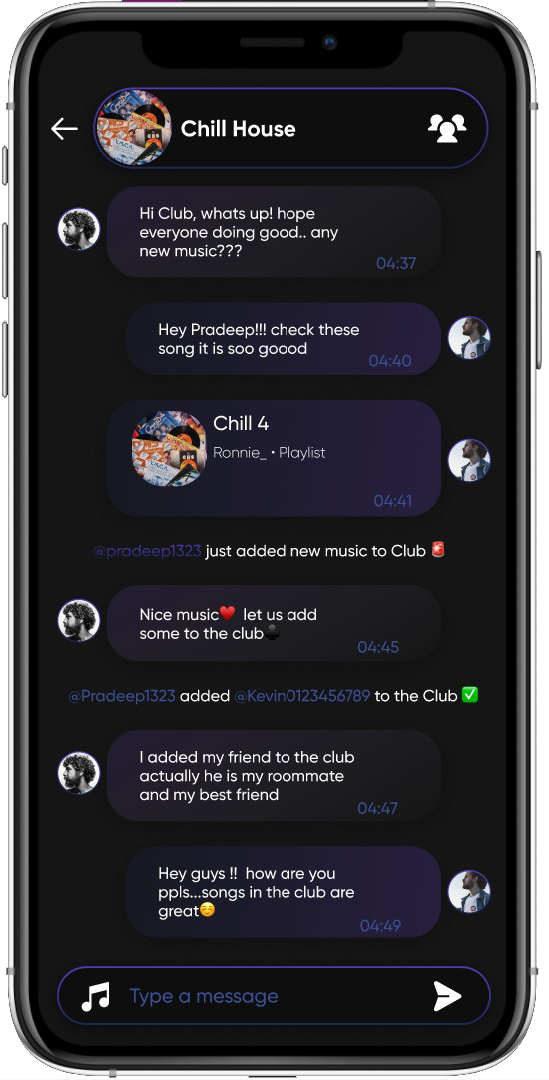 Chill House
Hi Club, whats up! hope
everyone doing good.. any
new music???
04:37
Hey Pradeep!!! check these
song it is soo goood
04:40
Chill 4
Ronnie_ • Playlist
04:41
@pradeep1323 just added new music to Club 🚨
Nice music♥️ let us add
some to the club
04:45
@Pradeep1323 added @Kevin0123456789 to the Club ✅
I added my friend to the club
actually he is my roommate
and my best friend
04:47
Hey guys !! how are you
ppls...songs in the club are
great☺️
04:49
Type a message